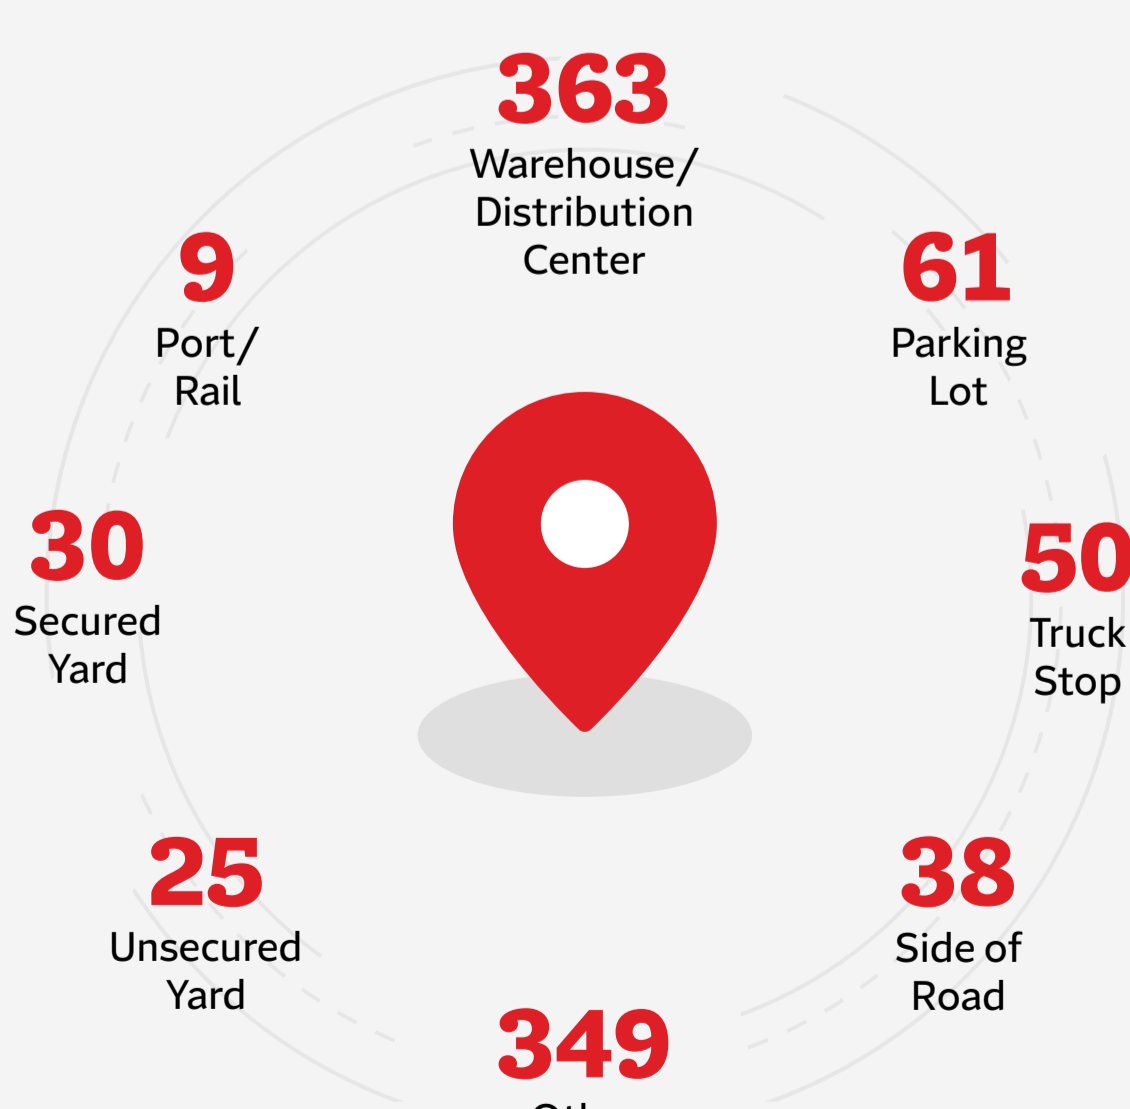 363
Warehouse/
Distribution
Center
9
Port/
Rail
61
Parking
Lot
30
Secured
Yard
50
Truck
Stop
25
Unsecured
Yard
38
Side of
Road
349